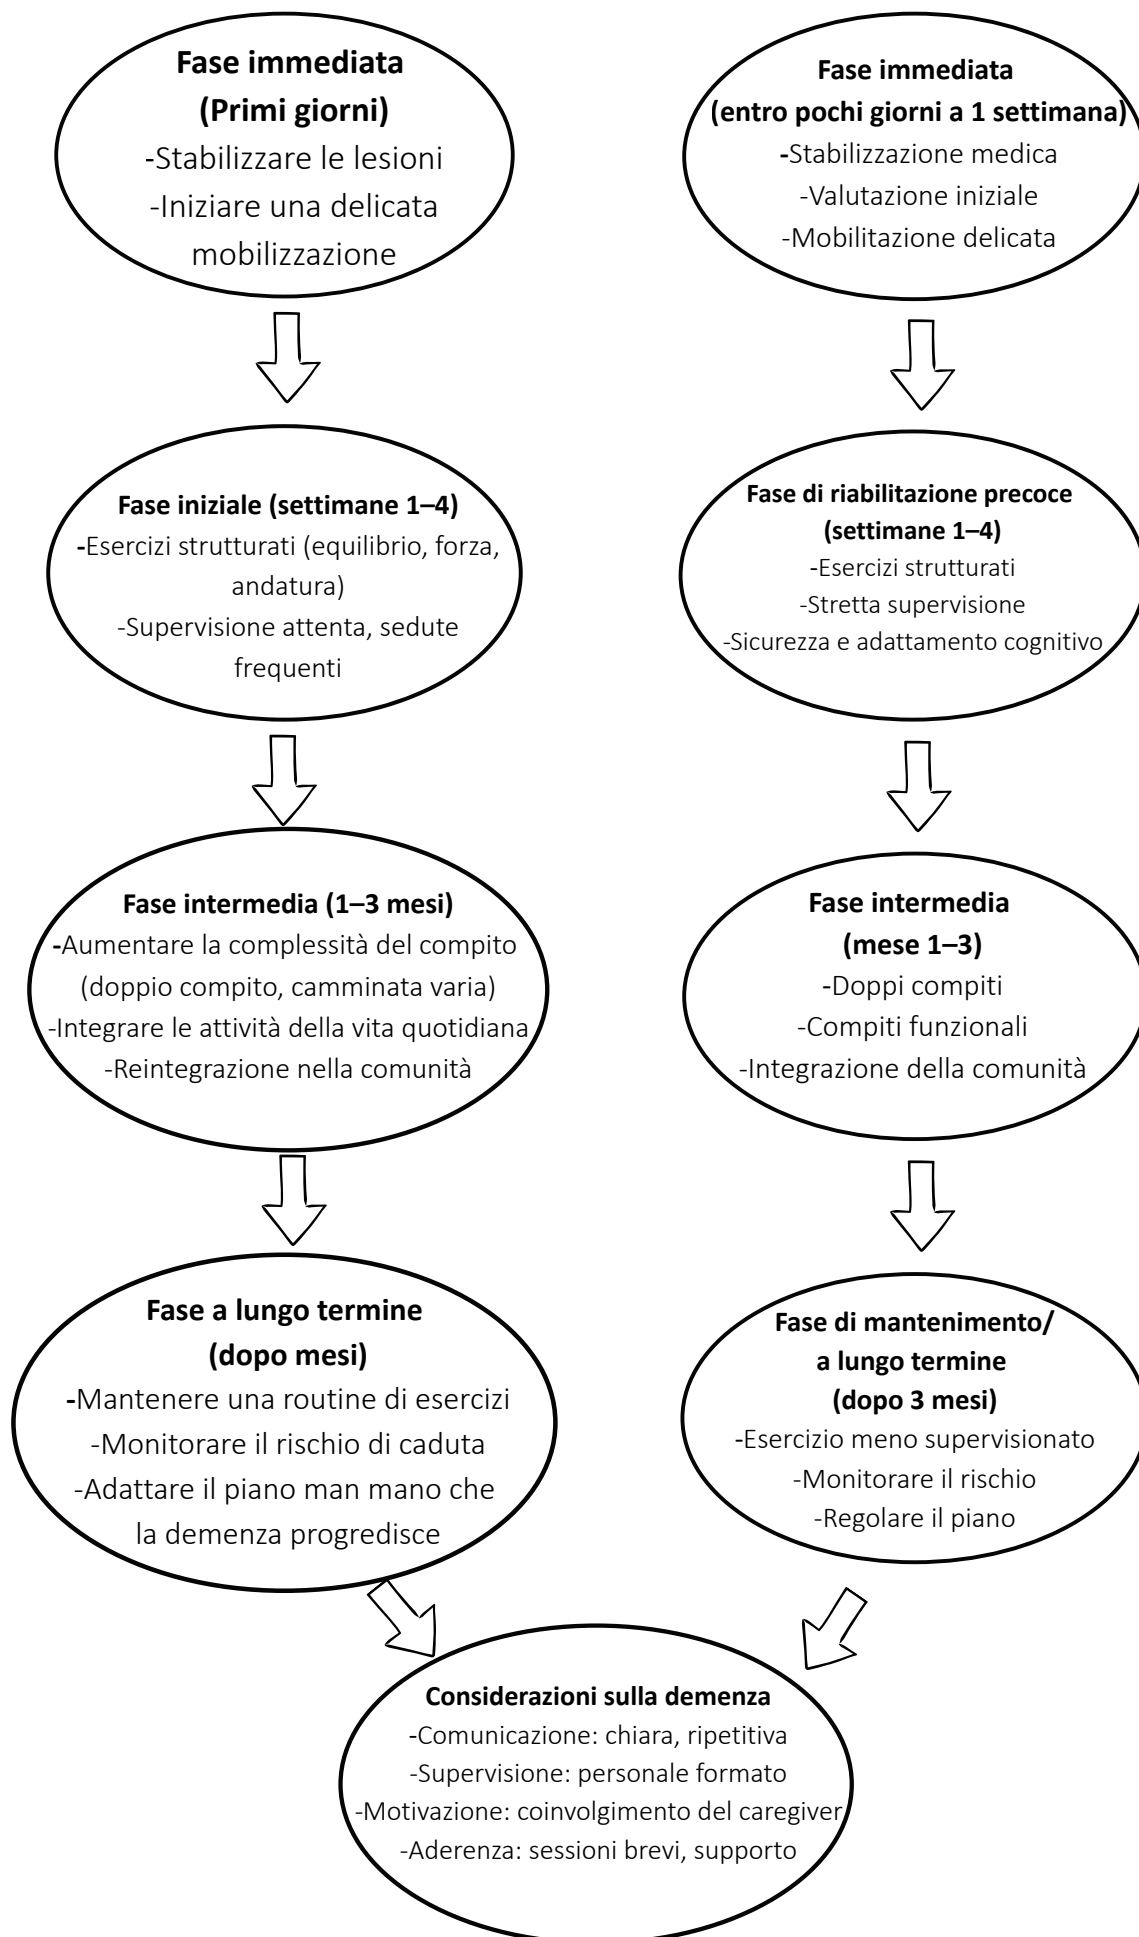 Fase immediata
(Primi giorni)
-Stabilizzare le lesioni
-Iniziare una delicata
mobilizzazione
Fase iniziale (settimane 1–4)
-Esercizi strutturati (equilibrio, forza,
andatura)
-Supervisione attenta, sedute
frequenti
Fase intermedia (1–3 mesi)
-Aumentare la complessità del compito
(doppio compito, camminata varia)
-Integrare le attività della vita quotidiana
-Reintegrazione nella comunità
Fase a lungo termine
(dopo mesi)
-Mantenere una routine di esercizi
-Monitorare il rischio di caduta
-Adattare il piano man mano che
la demenza progredisce
Fase immediata
(entro pochi giorni a 1 settimana)
-Stabilizzazione medica
-Valutazione iniziale
-Mobilitazione delicata
Fase di riabilitazione precoce
(settimane 1–4)
-Esercizi strutturati
-Stretta supervisione
-Sicurezza e adattamento cognitivo
Fase intermedia
(mese 1–3)
-Doppi compiti
-Compiti funzionali
-Integrazione della comunità
Fase di mantenimento/
a lungo termine
(dopo 3 mesi)
-Esercizio meno supervisionato
-Monitorare il rischio
-Regolare il piano
Considerazioni sulla demenza
-Comunicazione: chiara, ripetitiva
-Supervisione: personale formato
-Motivazione: coinvolgimento del caregiver
-Aderenza: sessioni brevi, supporto